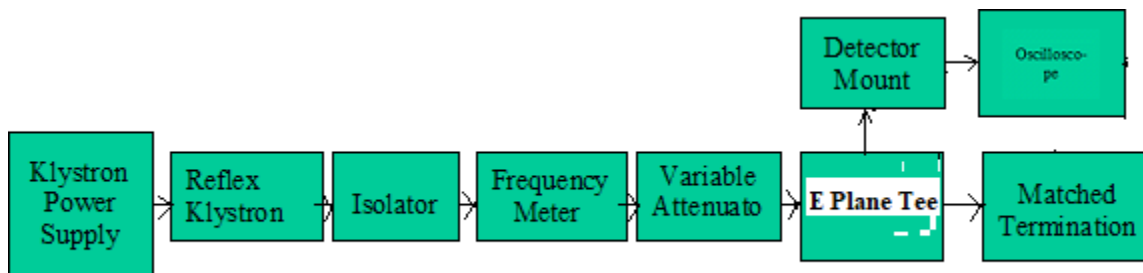 Detector
Mount
Oscillosco-
pe
Klystron
Power
Supply
Reflex
Klystron
Isolator
Frequency
Meter
Variable
Attenuato
E Plane Tee
Matched
Termination